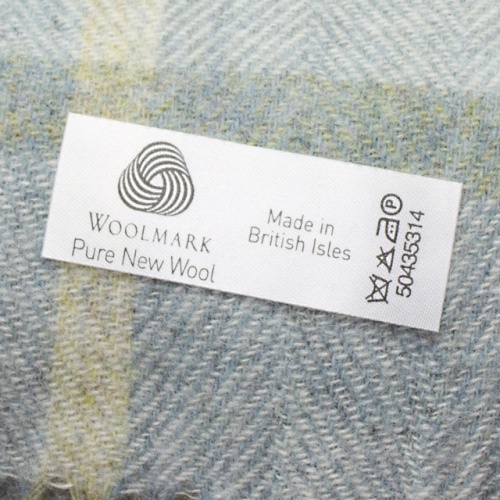 WOOLMARK
Pure New Wool
Made in
British Isles
P
50435314